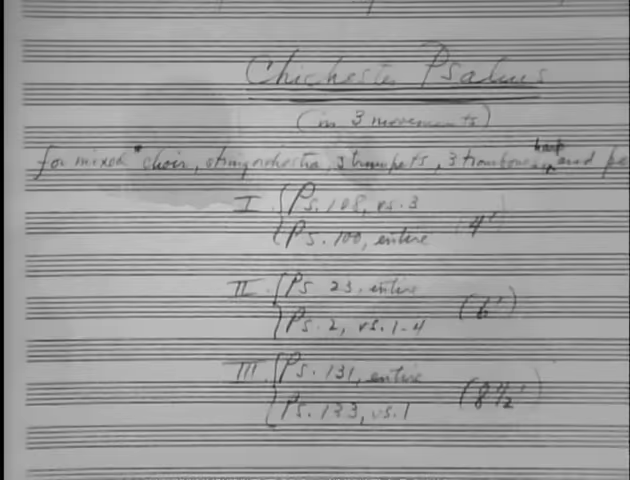 Chichester Psalms
(in 3 movements)
harp
for mixed* choir, string orchestra, 3 trumpets, 3 trombones, and pe
I. Ps. 108, vs. 3
Ps. 100, entire (4')
II. Ps 23, entire
Ps. 2, vs. 1-4 (6')
III. Ps. 131, entire
Ps. 133, vs. 1 (8½')